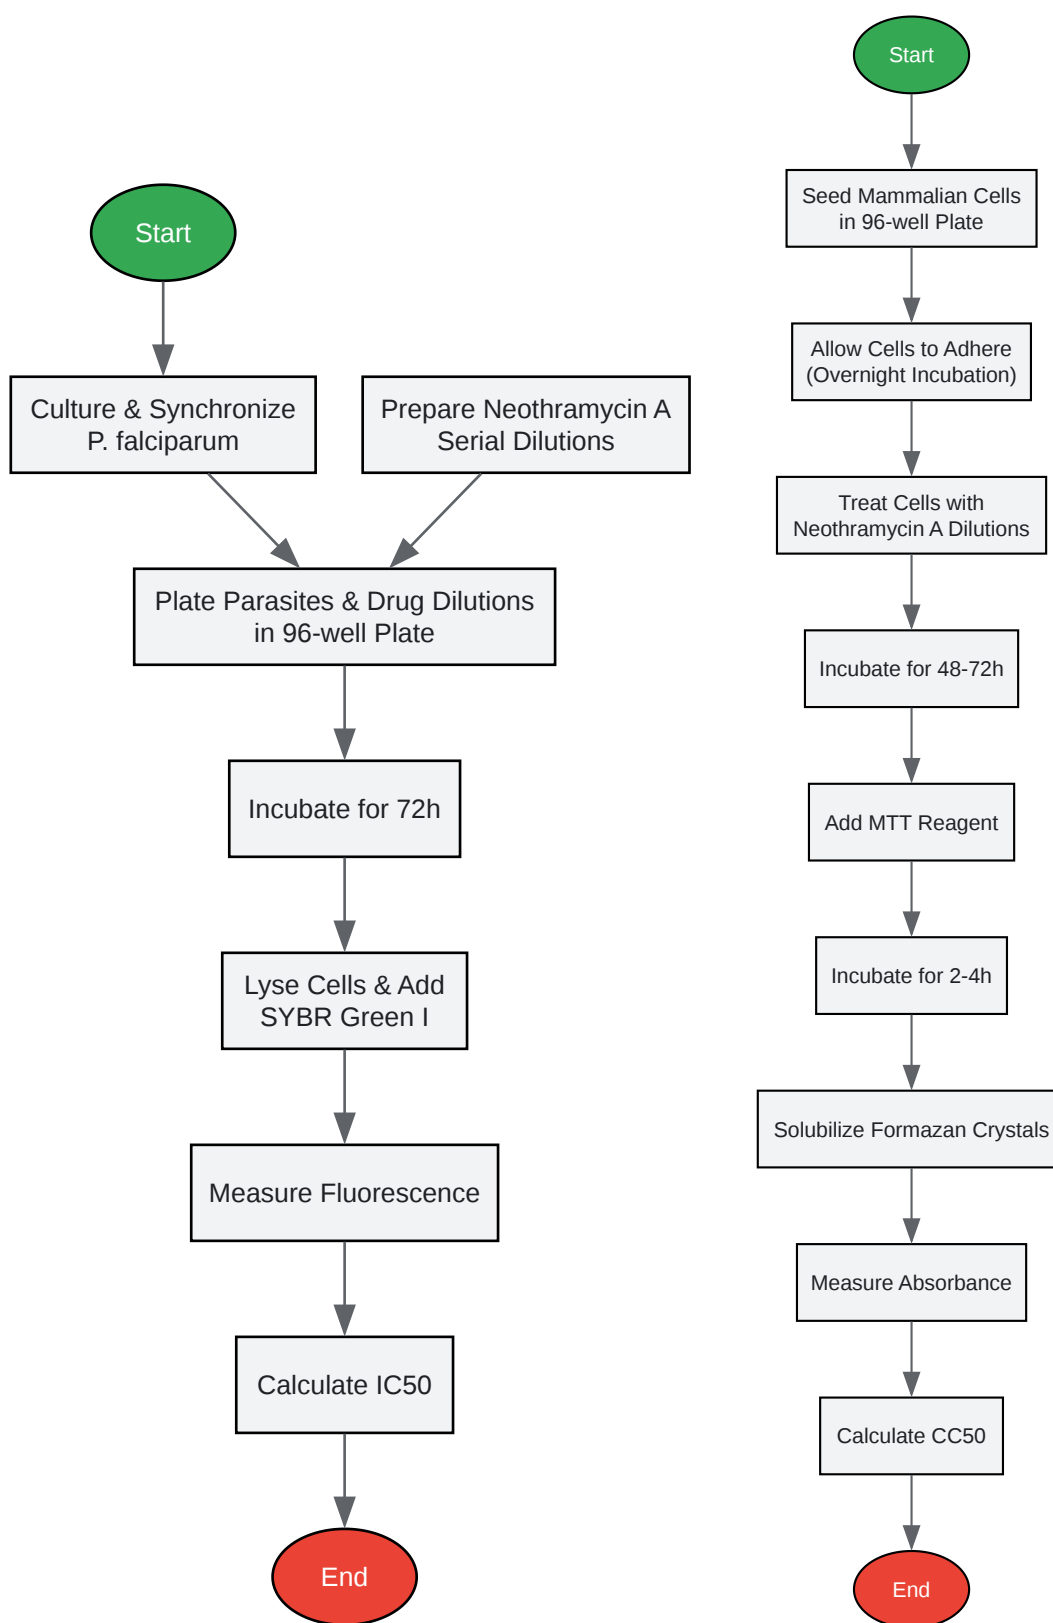 Start
Culture & Synchronize
P. falciparum
Prepare Neothramycin A
Serial Dilutions
Plate Parasites & Drug Dilutions
in 96-well Plate
Incubate for 72h
Lyse Cells & Add
SYBR Green I
Measure Fluorescence
Calculate IC50
End
Start
Seed Mammalian Cells
in 96-well Plate
Allow Cells to Adhere
(Overnight Incubation)
Treat Cells with
Neothramycin A Dilutions
Incubate for 48-72h
Add MTT Reagent
Incubate for 2-4h
Solubilize Formazan Crystals
Measure Absorbance
Calculate CC50
End